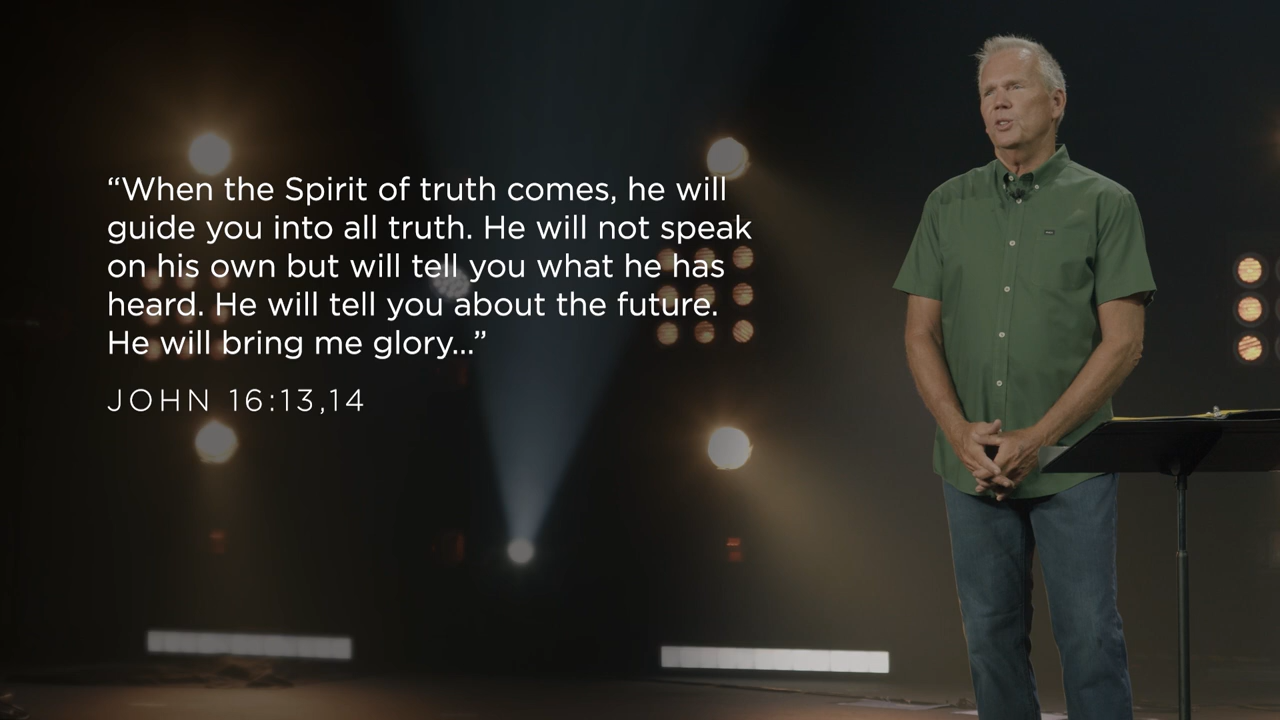 “When the Spirit of truth comes, he will
guide you into all truth. He will not speak
on his own but will tell you what he has
heard. He will tell you about the future.
He will bring me glory...”
JOHN 16:13,14